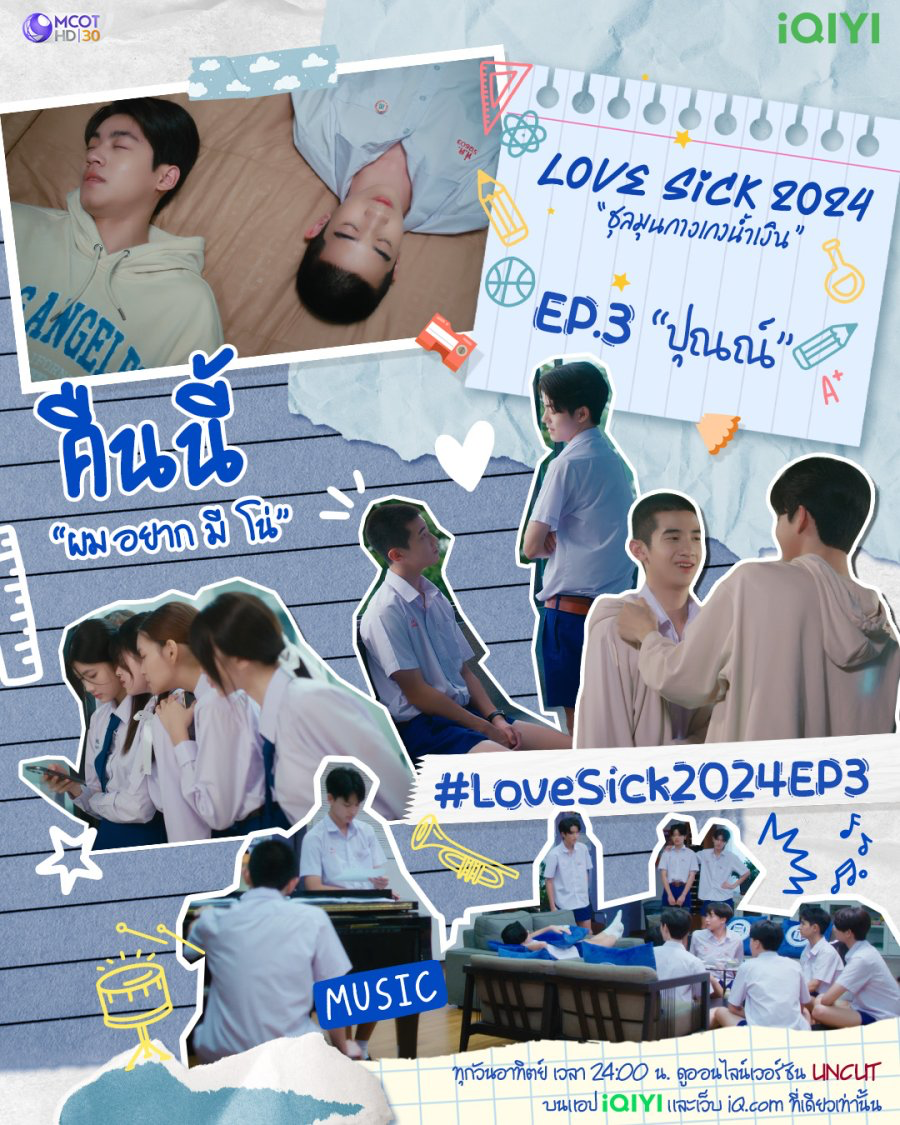 MCOT
HD|30
iQIYI
LOVE SiCK 2024
"ชุลมุนกางเกงน้ำเงิน"
EP.3 "ปุณณ์"
A+
คืนนี้
"ผม อยาก มี โน่"
#LoveSick2024EP3
MUSIC
ทุกวันอาทิตย์ เวลา 24:00 น. ดูออนไลน์เวอร์ชัน UNCUT
บนแอป iQIYI และเว็บ iQ.com ที่เดียวเท่านั้น